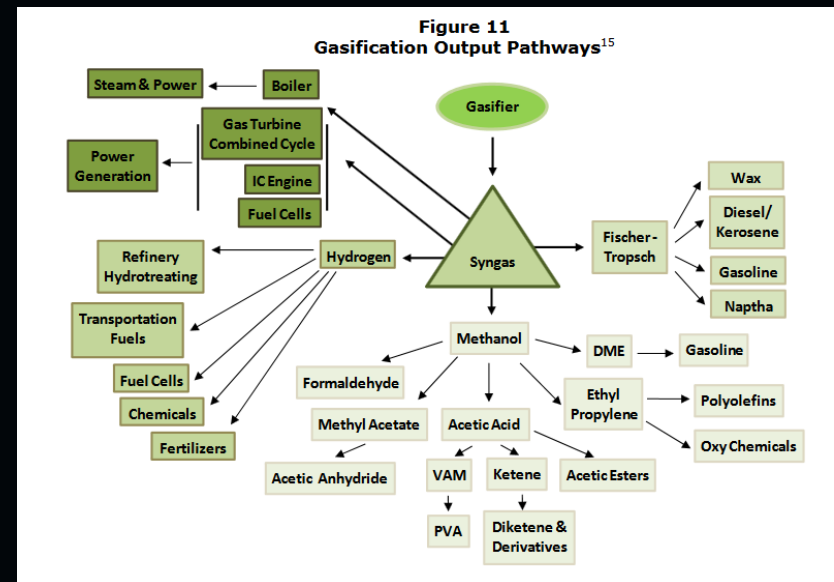 Figure 11
Gasification Output Pathways15
Steam & Power
Boiler
Gasifier
Gas Turbine
Combined Cycle
Power
Generation
IC Engine
Fuel Cells
Wax
Diesel/
Kerosene
Fischer-
Tropsch
Gasoline
Naptha
Syngas
Hydrogen
Refinery
Hydrotreating
Transportation
Fuels
Fuel Cells
Chemicals
Fertilizers
Methanol
DME
Gasoline
Formaldehyde
Ethyl
Propylene
Polyolefins
Methyl Acetate
Acetic Acid
Oxy Chemicals
Acetic Anhydride
VAM
Ketene
Acetic Esters
PVA
Diketene &
Derivatives